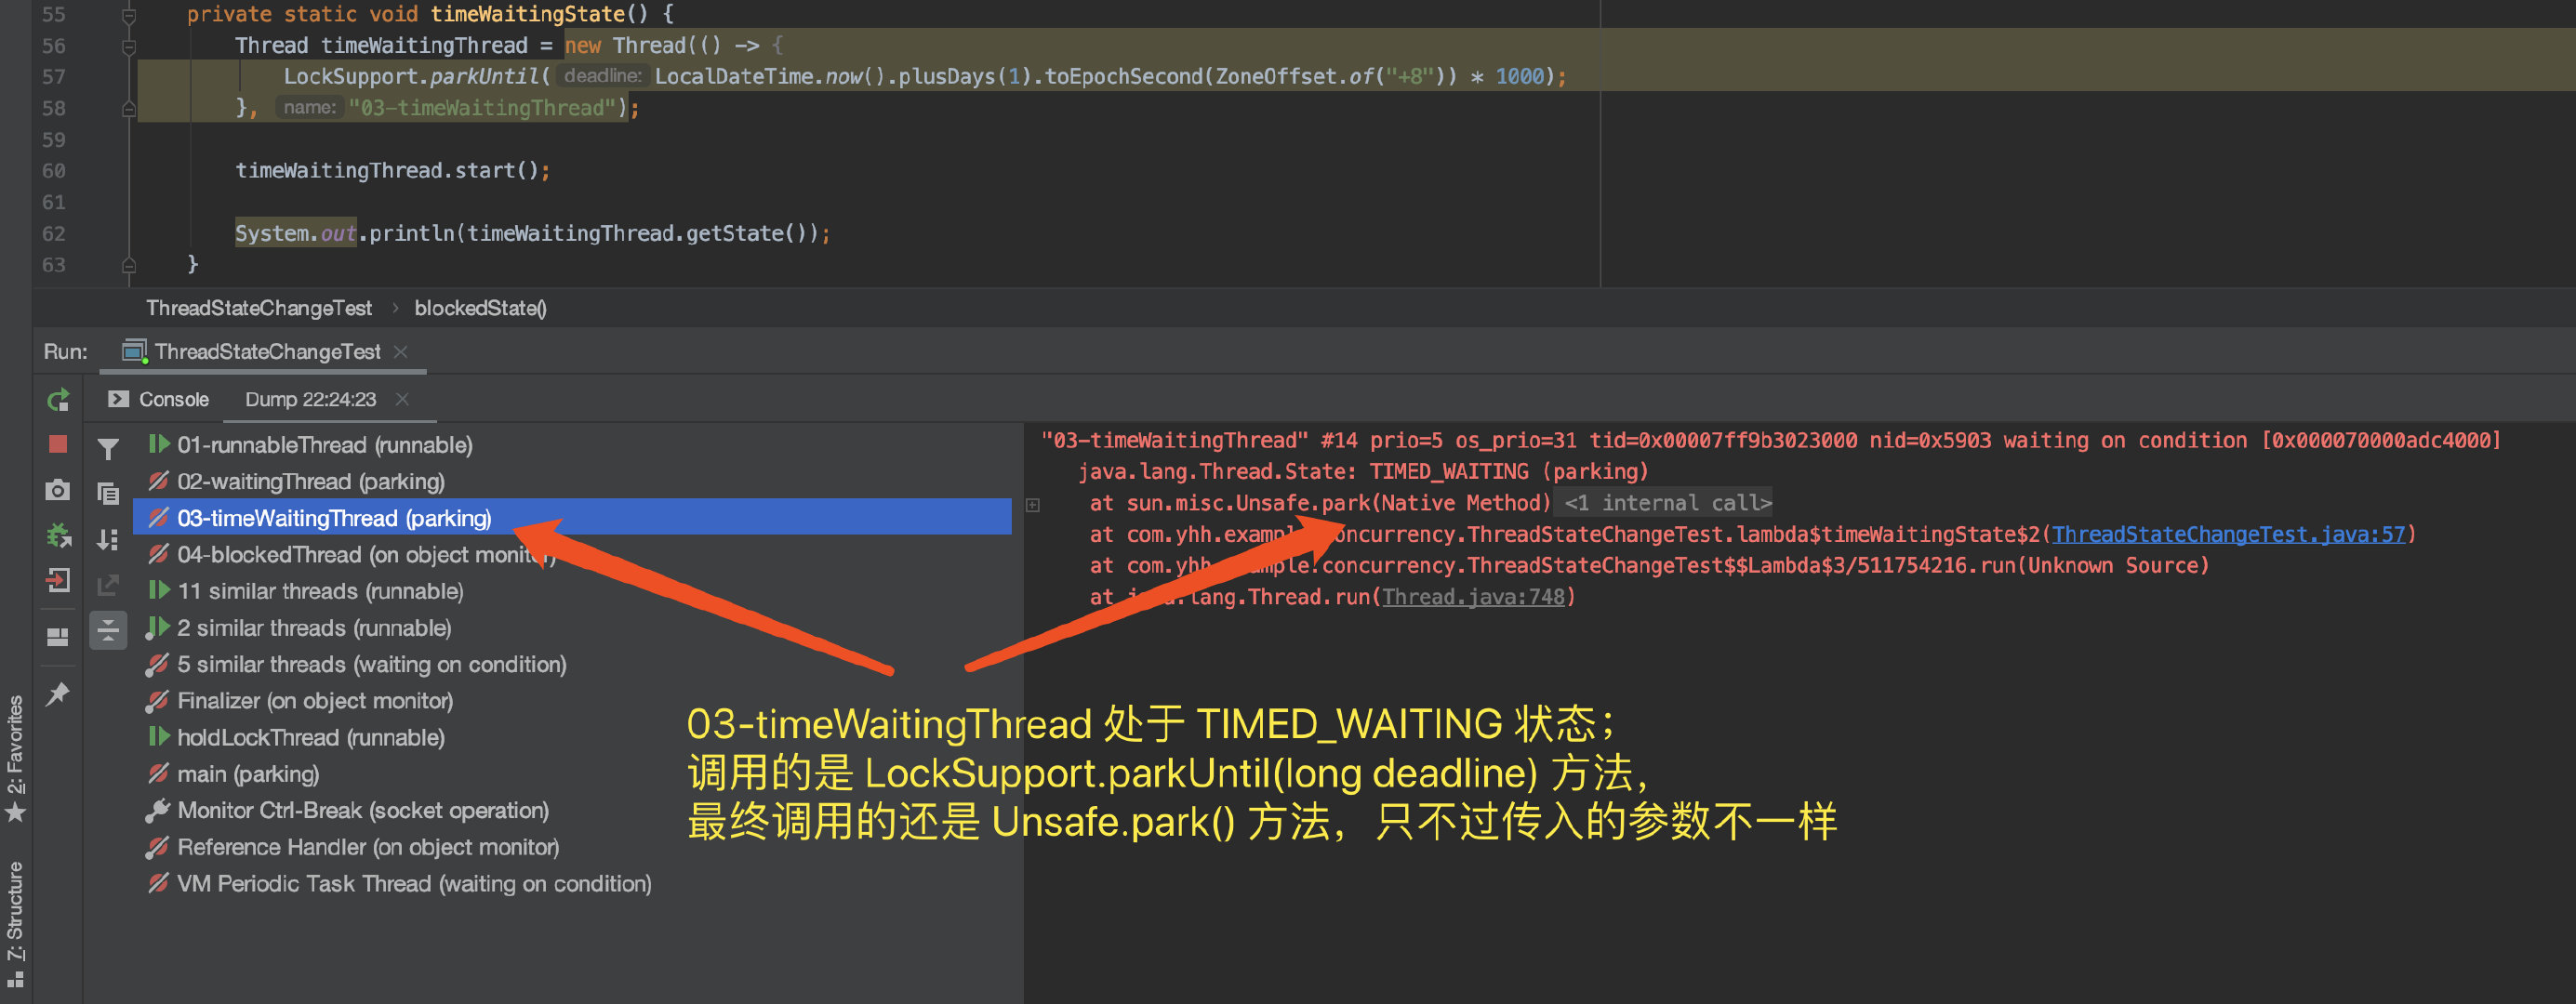 55 private static void timeWaitingState() {
56 Thread timeWaitingThread = new Thread(() -> {
57 LockSupport.parkUntil( deadline: LocalDateTime.now().plusDays(1).toEpochSecond(ZoneOffset.of("+8")) * 1000);
58 }, name: "03-timeWaitingThread");
59
60 timeWaitingThread.start();
61
62 System.out.println(timeWaitingThread.getState());
63 }
ThreadStateChangeTest › blockedState()
Run: ThreadStateChangeTest
Console Dump 22:24:23
01-runnableThread (runnable)
02-waitingThread (parking)
03-timeWaitingThread (parking)
04-blockedThread (on object monitor)
11 similar threads (runnable)
2 similar threads (runnable)
5 similar threads (waiting on condition)
Finalizer (on object monitor)
holdLockThread (runnable)
main (parking)
Monitor Ctrl-Break (socket operation)
Reference Handler (on object monitor)
VM Periodic Task Thread (waiting on condition)
"03-timeWaitingThread" #14 prio=5 os_prio=31 tid=0x00007ff9b3023000 nid=0x5903 waiting on condition [0x000070000adc4000]
java.lang.Thread.State: TIMED_WAITING (parking)
at sun.misc.Unsafe.park(Native Method) <1 internal call>
at com.yhh.example.concurrency.ThreadStateChangeTest.lambda$timeWaitingState$2(ThreadStateChangeTest.java:57)
at com.yhh.example.concurrency.ThreadStateChangeTest$$Lambda$3/511754216.run(Unknown Source)
at java.lang.Thread.run(Thread.java:748)
03-timeWaitingThread 处于 TIMED_WAITING 状态；
调用的是 LockSupport.parkUntil(long deadline) 方法，
最终调用的还是 Unsafe.park() 方法，只不过传入的参数不一样
2: Favorites
7: Structure